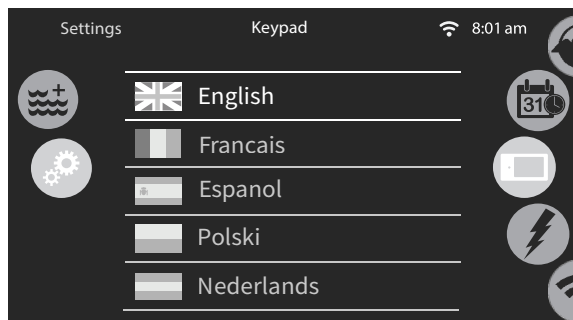 Settings Keypad 8:01 am
English
31
Francais
Espanol
Polski
Nederlands